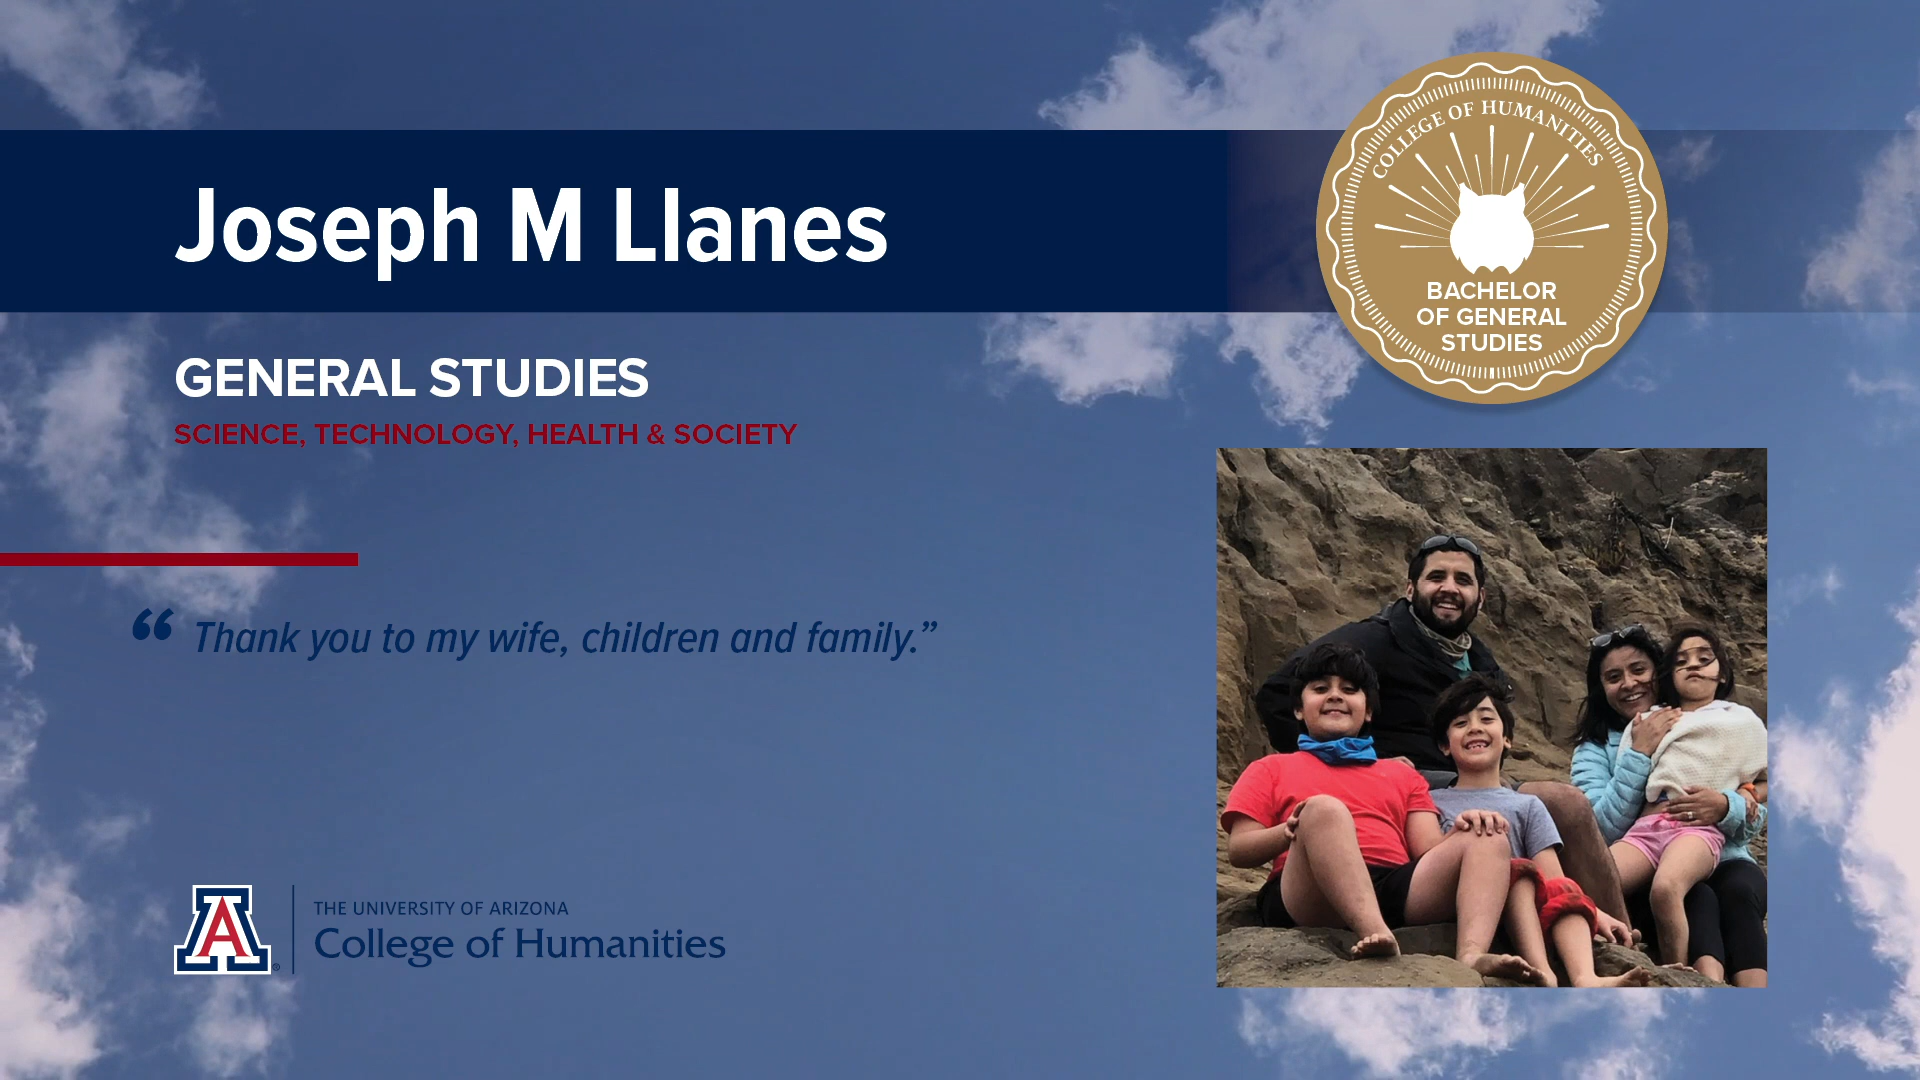 Joseph M Llanes
COLLEGE OF HUMANITIES
BACHELOR
OF GENERAL
STUDIES
GENERAL STUDIES
SCIENCE, TECHNOLOGY, HEALTH & SOCIETY
“ Thank you to my wife, children and family.”
A
THE UNIVERSITY OF ARIZONA
College of Humanities